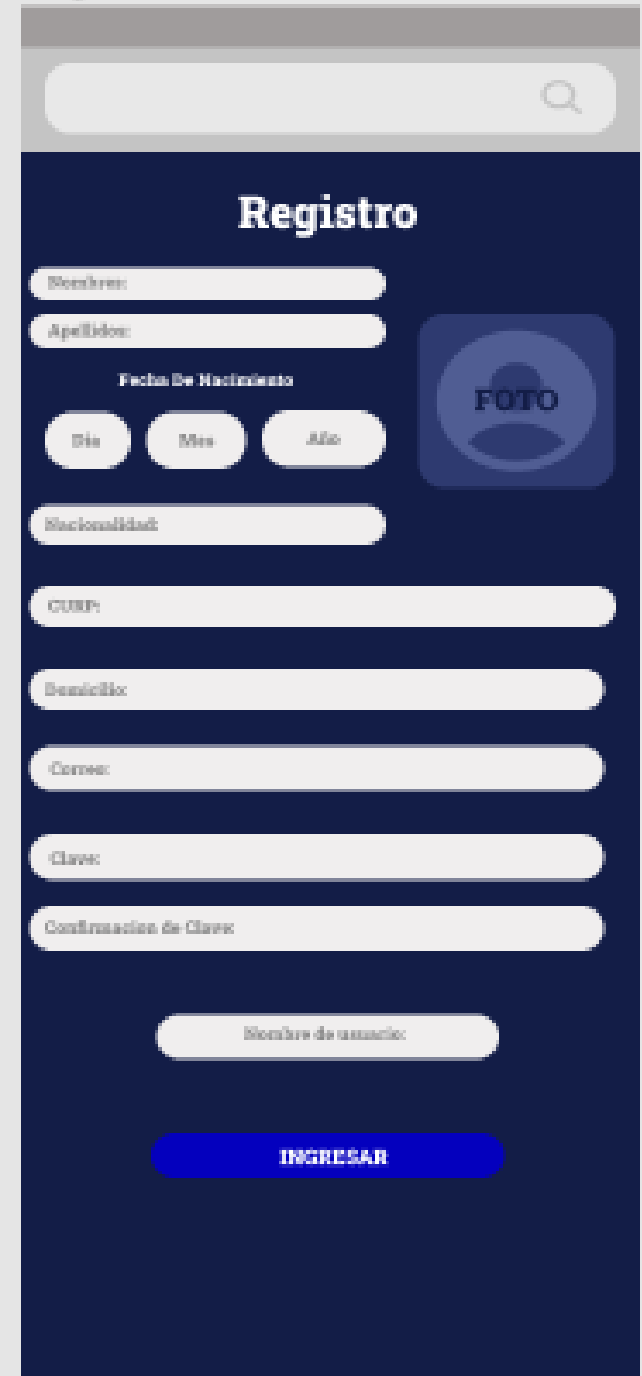 Registro
Nombres:
Apellidos:
Fecha De Nacimiento
Dia Mes Año
FOTO
Nacionalidad:
CURP:
Domicilio:
Correo:
Clave:
Confirmacion de Clave:
Nombre de usuario:
INGRESAR